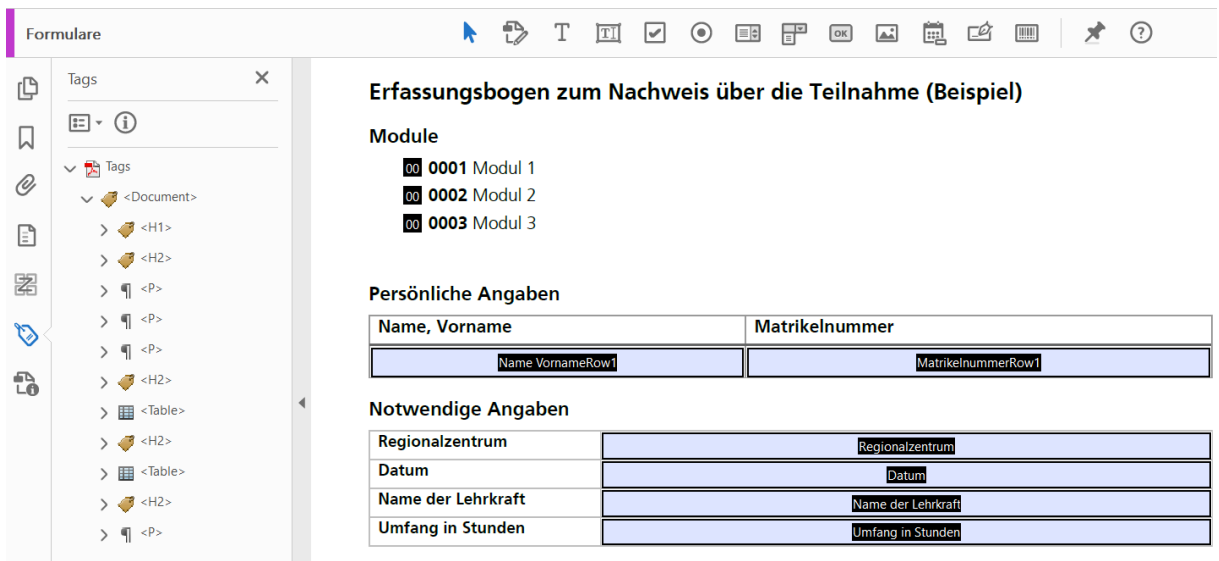 Formulare
T
TI
OK
?
Tags
Tags
<Document>
<H1>
<H2>
<P>
<P>
<P>
<H2>
<Table>
<H2>
<Table>
<H2>
<P>
Erfassungsbogen zum Nachweis über die Teilnahme (Beispiel)
Module
00 0001 Modul 1
00 0002 Modul 2
00 0003 Modul 3
Persönliche Angaben
Name, Vorname Matrikelnummer
Name VornameRow1 MatrikelnummerRow1
Notwendige Angaben
Regionalzentrum Regionalzentrum
Datum Datum
Name der Lehrkraft Name der Lehrkraft
Umfang in Stunden Umfang in Stunden